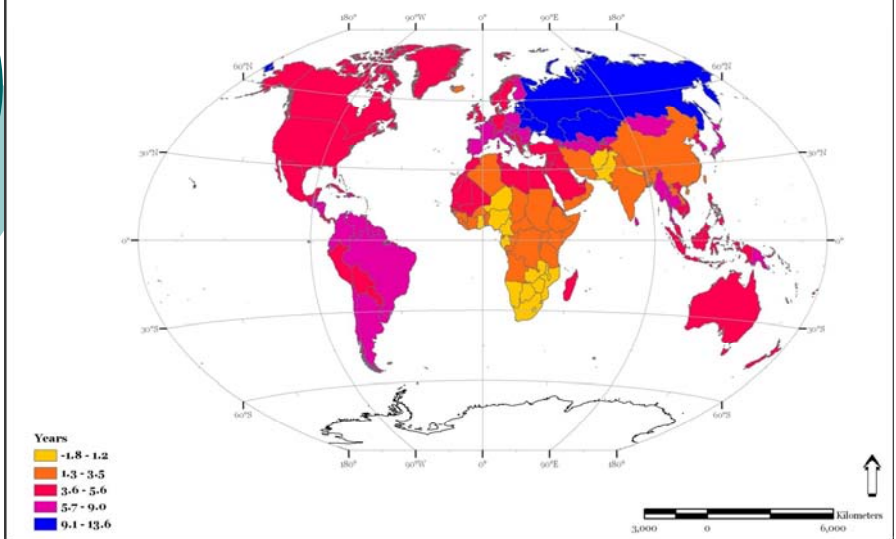 180° 90°W 0° 90°E 180°
60°N 60°N
30°N 30°N
0° 0°
30°S 30°S
60°S 60°S
180° 90°W 0° 90°E 180°
Years
-1.8 - 1.2
1.3 - 3.5
3.6 - 5.6
5.7 - 9.0
9.1 - 13.6
Kilometers
3,000 0 6,000